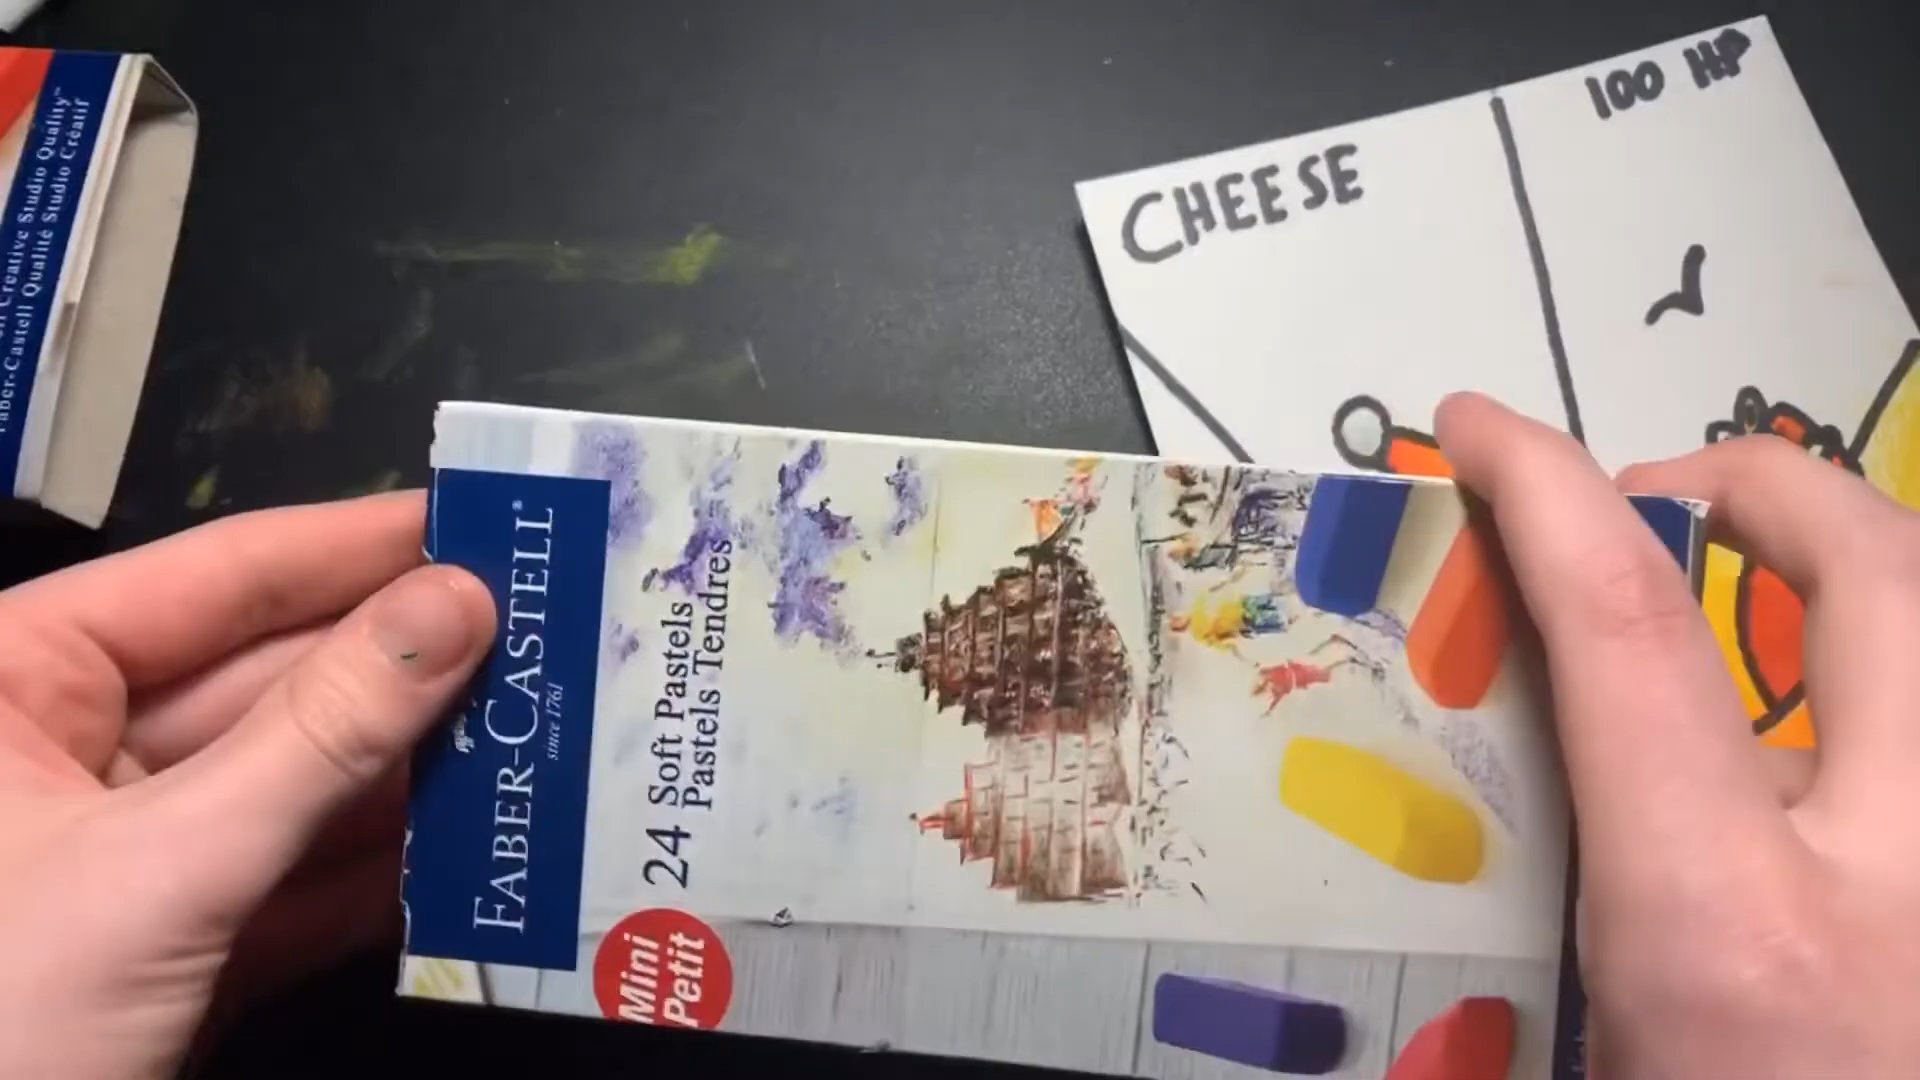 CHEESE
100 HP
Creative Studio Quality™
Faber-Castell Qualité Studio Créatif
FABER-CASTELL®
since 1761
24 Soft Pastels
Pastels Tendres
Mini
Petit